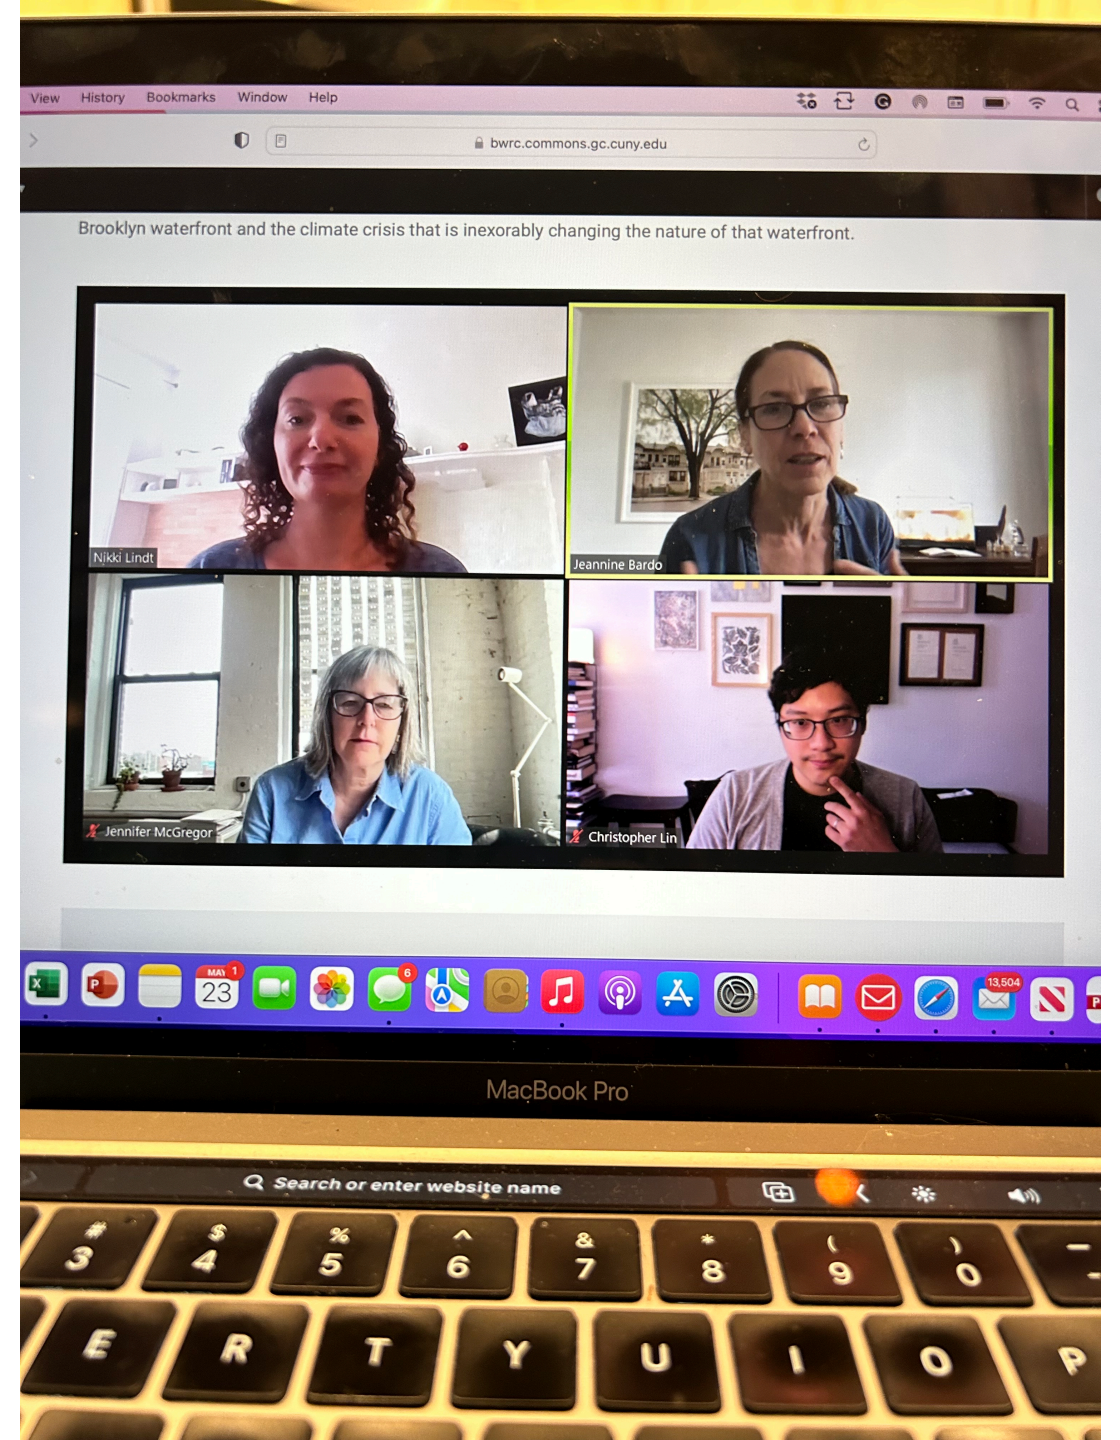 View History Bookmarks Window Help
bwrc.commons.gc.cuny.edu
Brooklyn waterfront and the climate crisis that is inexorably changing the nature of that waterfront.
Nikki Lindt
Jeannine Bardo
Jennifer McGregor
Christopher Lin
X P MAY 1 23 6 13,504 N P
MacBook Pro
Search or enter website name
# $ % ^ & * ( ) –
3 4 5 6 7 8 9 0 -
E R T Y U I O P